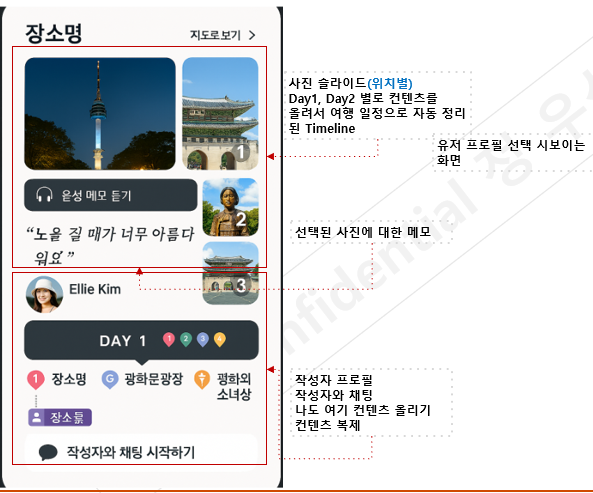 장소명
지도로 보기 >
1
음성 메모 듣기
2
“노을 질 때가 너무 아름다
워요”
3
Ellie Kim
DAY 1
1 2 3 4
1 장소명
G 광희문광장
평화의
소녀상
장소듫
작성자와 채팅 시작하기
사진 슬라이드(위치별)
Day1, Day2 별로 컨텐츠를
올려서 여행 일정으로 자동 정리
된 Timeline
유저 프로필 선택 시보이는
화면
선택된 사진에 대한 메모
작성자 프로필
작성자와 채팅
나도 여기 컨텐츠 올리기
컨텐츠 복제
nfidential 장 우